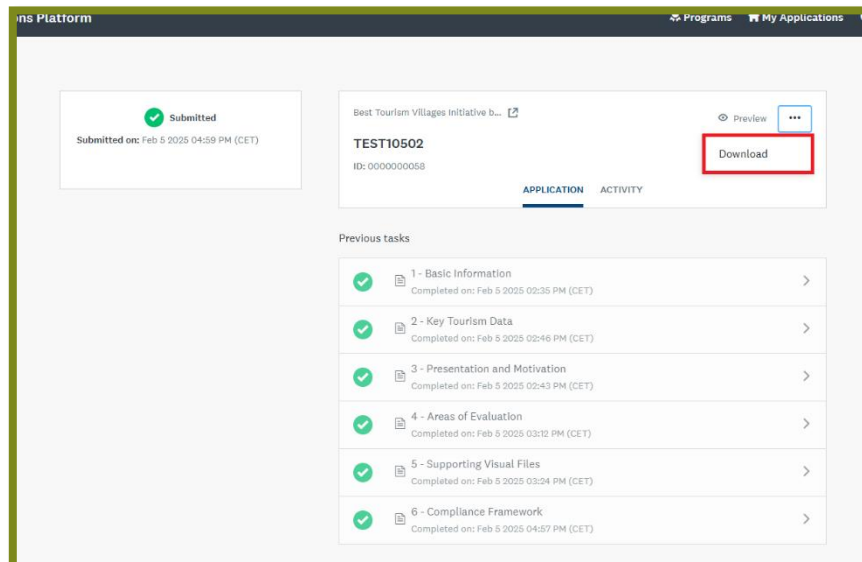 ons Platform
Programs
My Applications
Submitted
Submitted on: Feb 5 2025 04:59 PM (CET)
Best Tourism Villages Initiative b...
Preview
TEST10502
Download
ID: 0000000058
APPLICATION
ACTIVITY
Previous tasks
1 - Basic Information
Completed on: Feb 5 2025 02:35 PM (CET)
2 - Key Tourism Data
Completed on: Feb 5 2025 02:46 PM (CET)
3 - Presentation and Motivation
Completed on: Feb 5 2025 02:43 PM (CET)
4 - Areas of Evaluation
Completed on: Feb 5 2025 03:12 PM (CET)
5 - Supporting Visual Files
Completed on: Feb 5 2025 03:24 PM (CET)
6 - Compliance Framework
Completed on: Feb 5 2025 04:57 PM (CET)